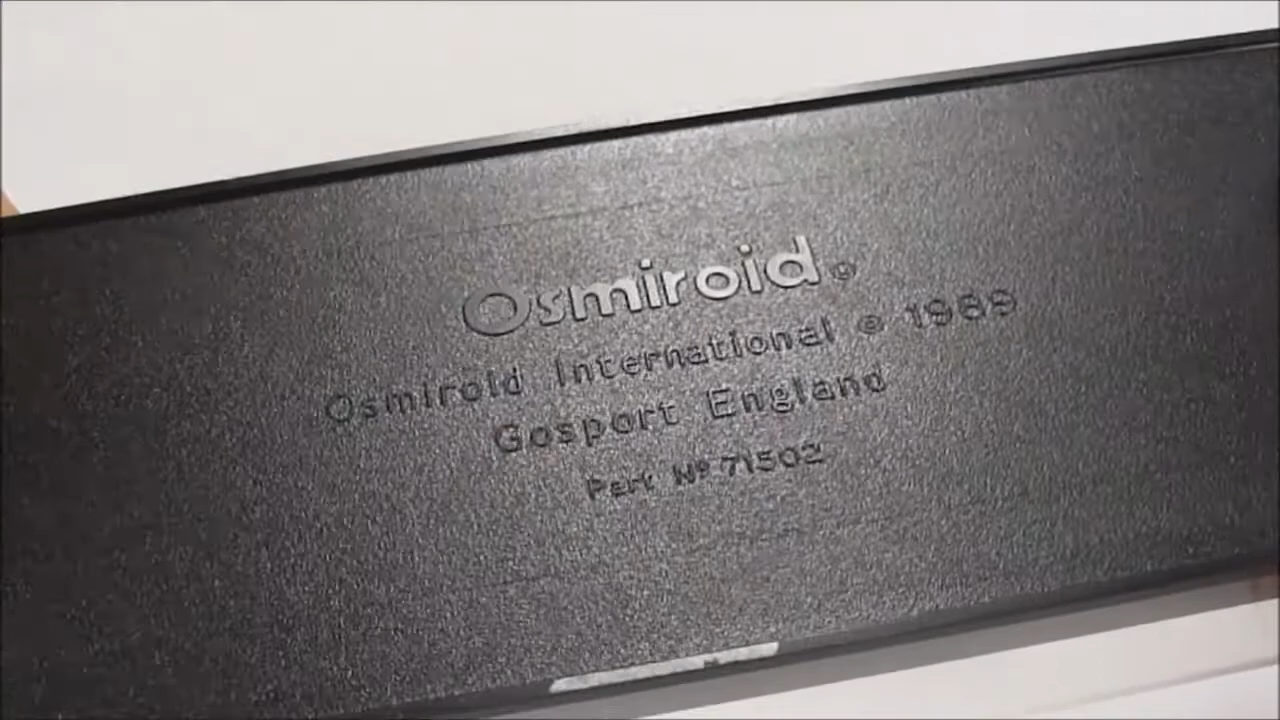 Osmiroid ®
Osmiroid International © 1989
Gosport England
Part Nº 71502